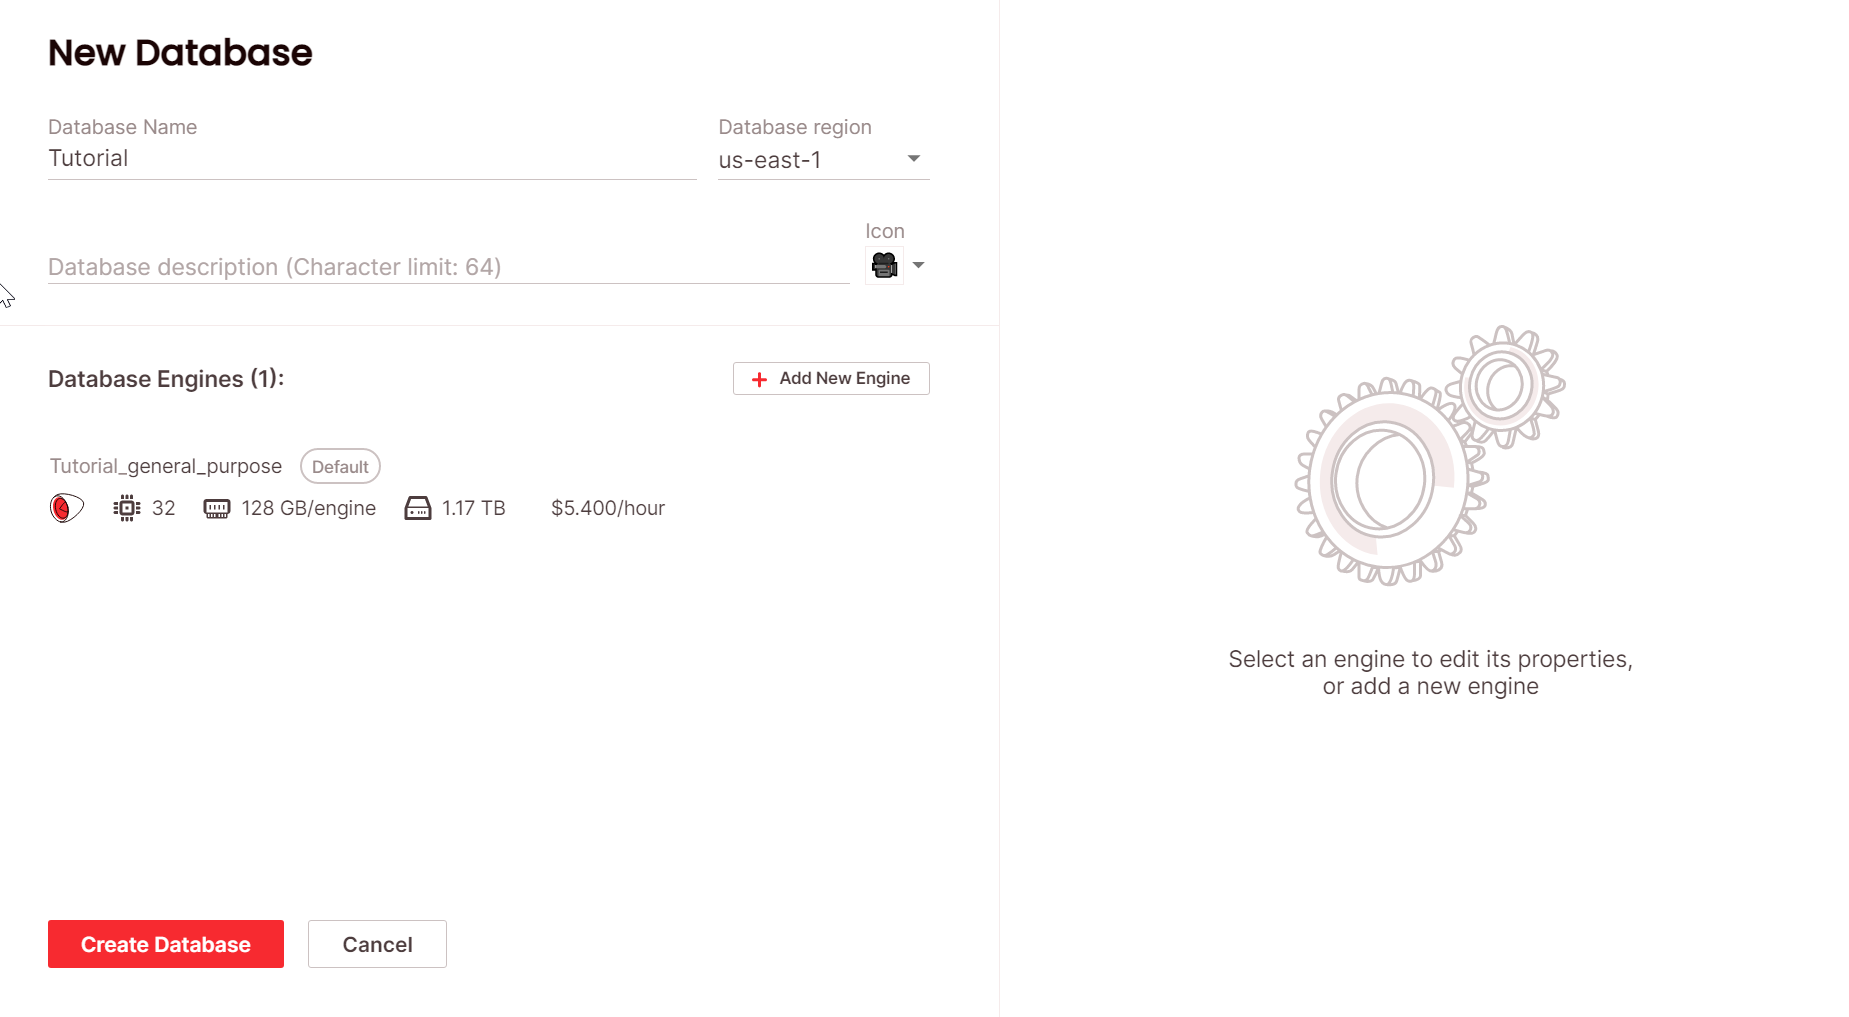 New Database
Database Name
Tutorial
Database region
us-east-1
Database description (Character limit: 64)
Icon
Database Engines (1):
Add New Engine
Tutorial_general_purpose Default
32 128 GB/engine 1.17 TB $5.400/hour
Create Database
Cancel
Select an engine to edit its properties,
or add a new engine